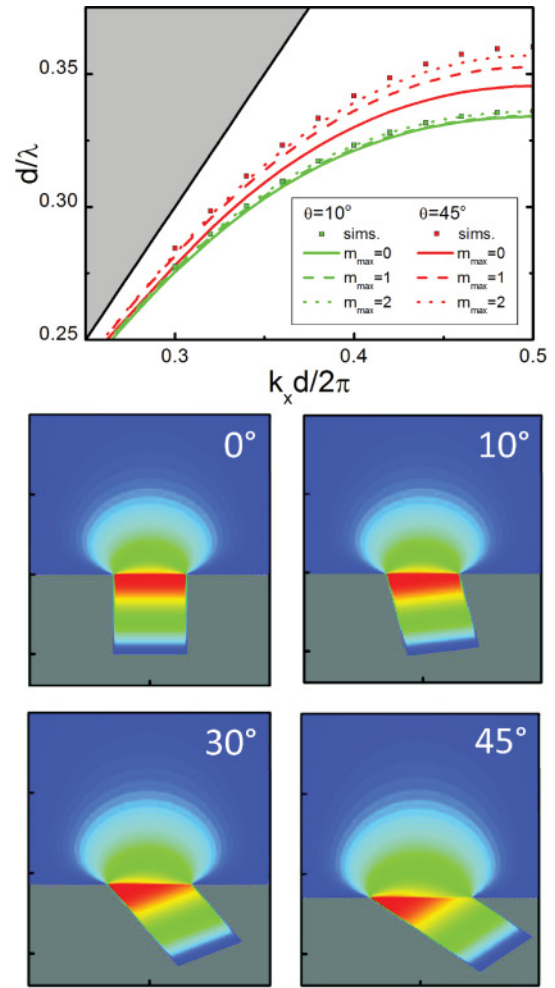 0.35
0.30
0.25
d/λ
θ=10° θ=45°
sims. sims.
m_max=0 m_max=0
m_max=1 m_max=1
m_max=2 m_max=2
0.3 0.4 0.5
k_x d/2π
0° 10°
30° 45°